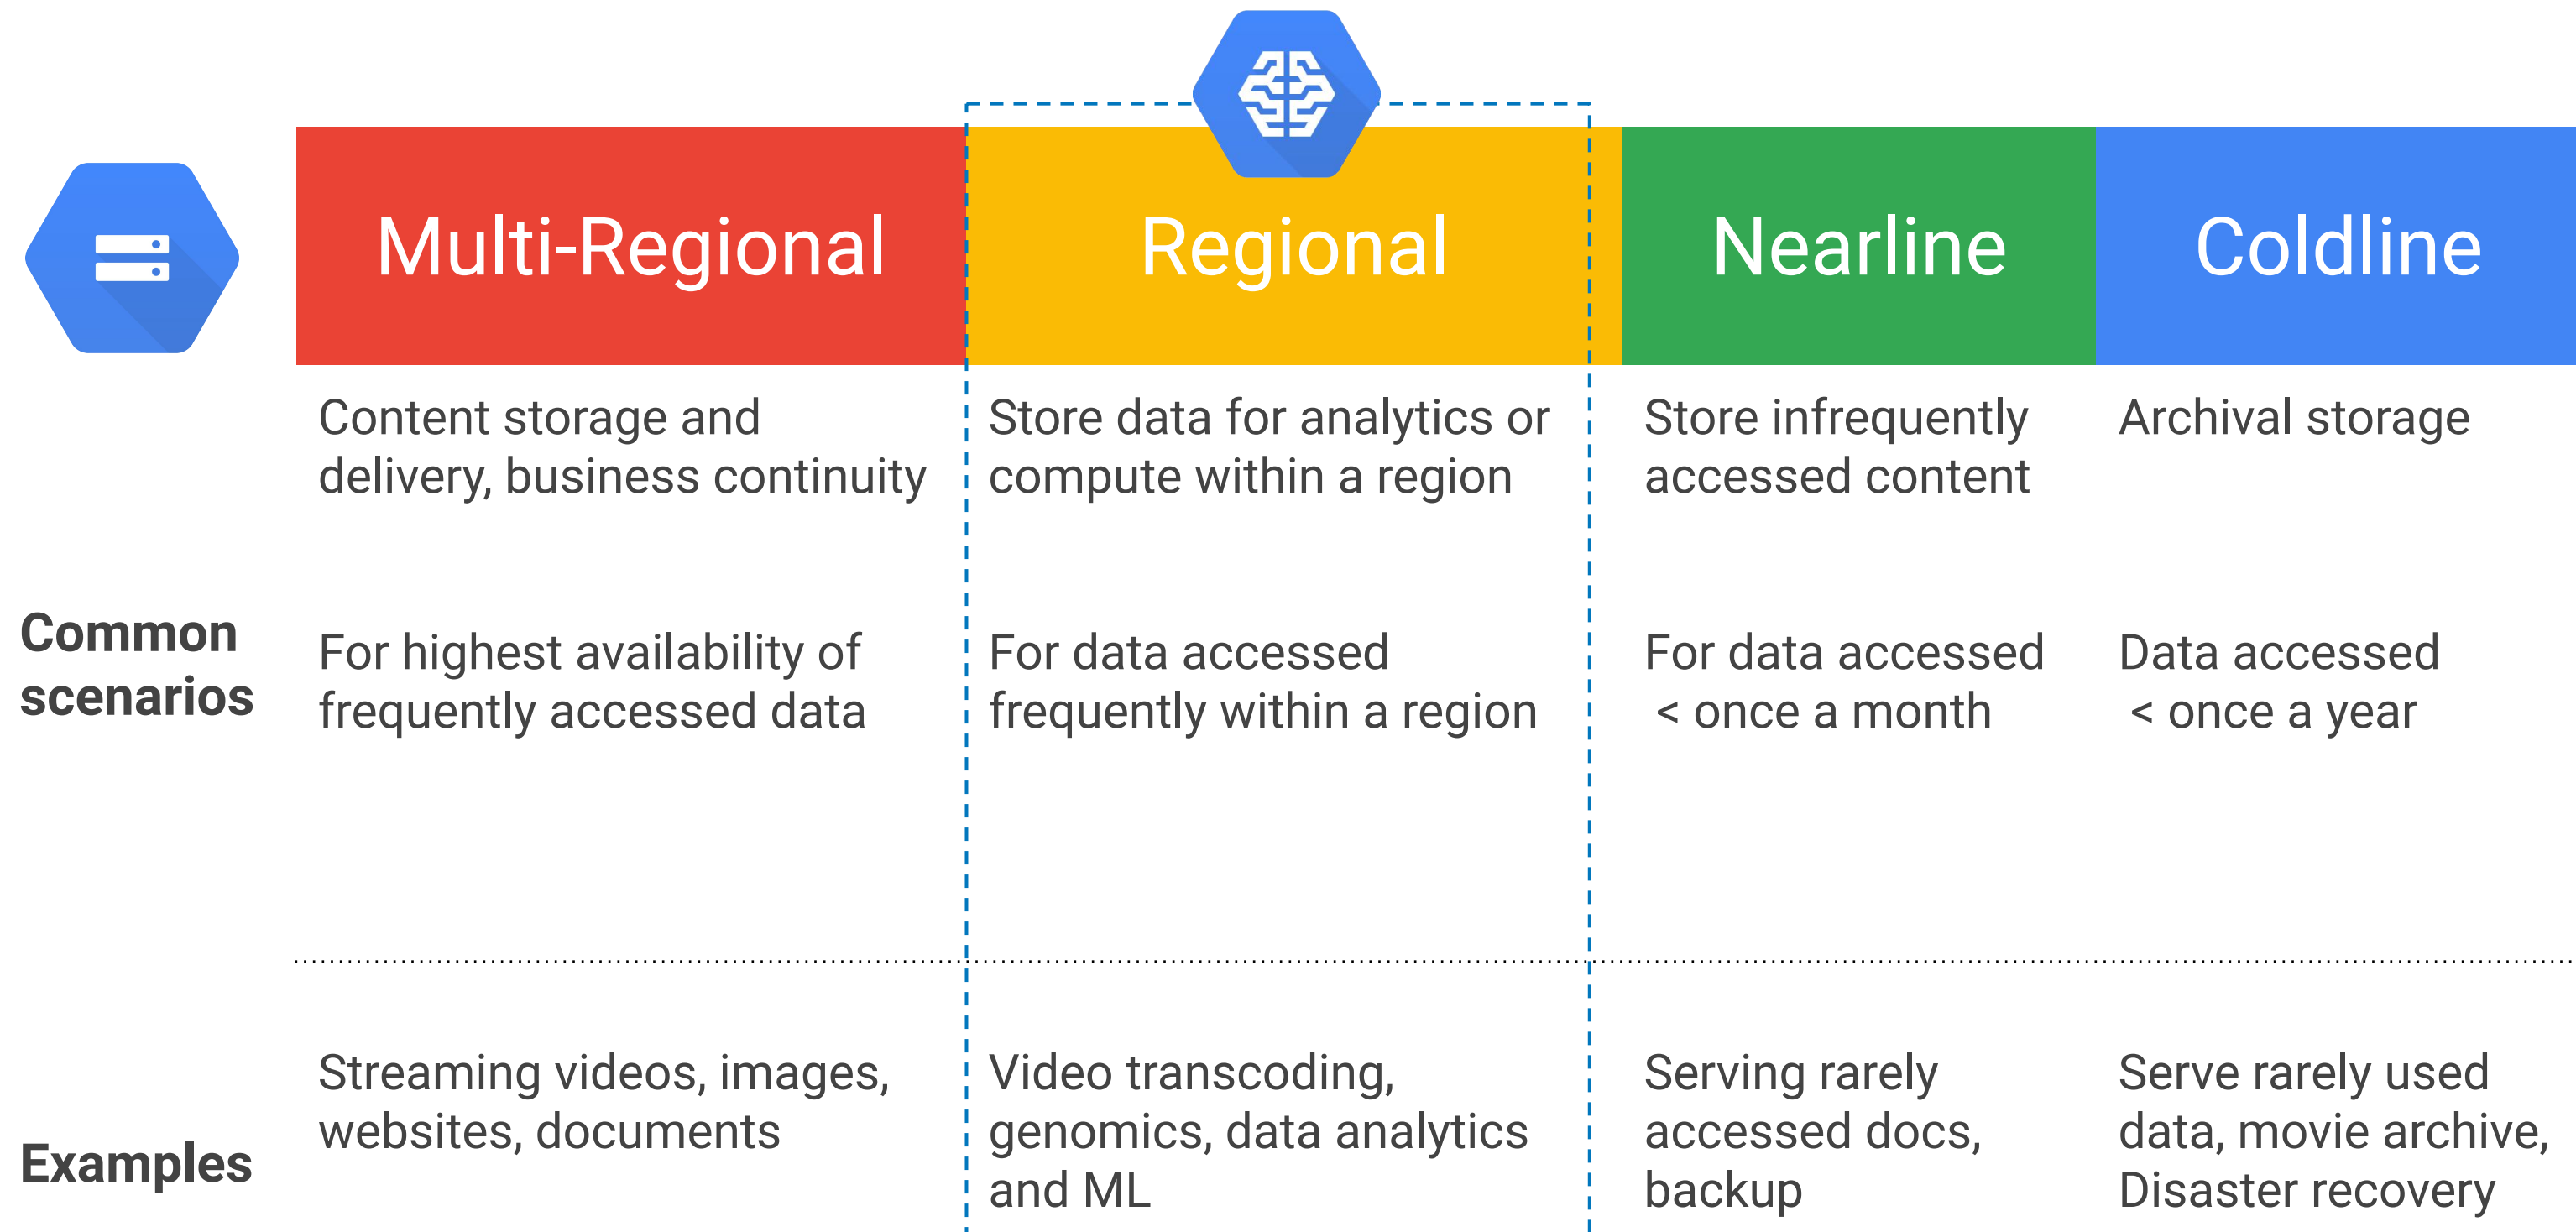 Multi-Regional
Regional
Nearline
Coldline
Common
scenarios
Content storage and
delivery, business continuity
Store data for analytics or
compute within a region
Store infrequently
accessed content
Archival storage
For highest availability of
frequently accessed data
For data accessed
frequently within a region
For data accessed
< once a month
Data accessed
< once a year
Examples
Streaming videos, images,
websites, documents
Video transcoding,
genomics, data analytics
and ML
Serving rarely
accessed docs,
backup
Serve rarely used
data, movie archive,
Disaster recovery